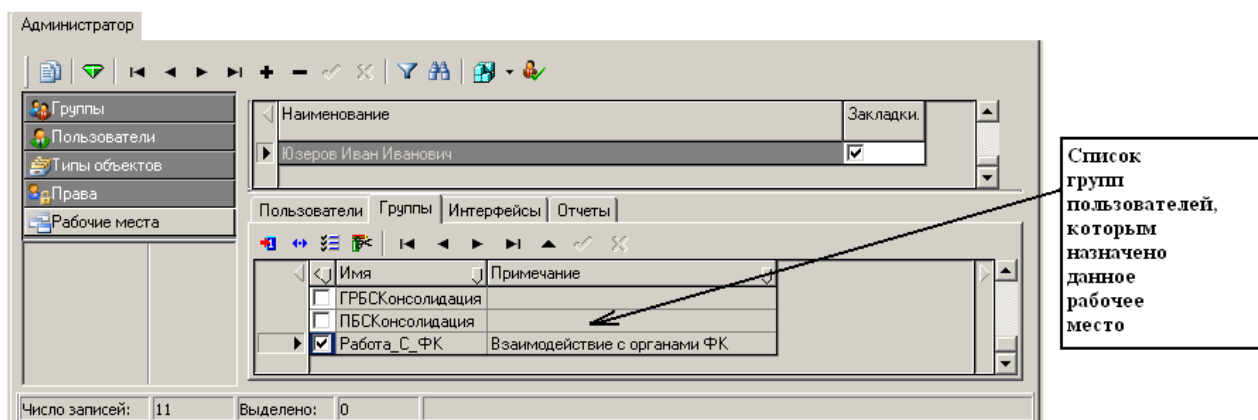 Администратор
Группы
Пользователи
Типы объектов
Права
Рабочие места
Наименование Закладки.
Юзеров Иван Иванович
Пользователи Группы Интерфейсы Отчеты
Имя Примечание
ГРБСКонсолидация
ПБСКонсолидация
Работа_С_ФК Взаимодействие с органами ФК
Число записей: 11 Выделено: 0
Список
групп
пользователей,
которым
назначено
данное
рабочее
место